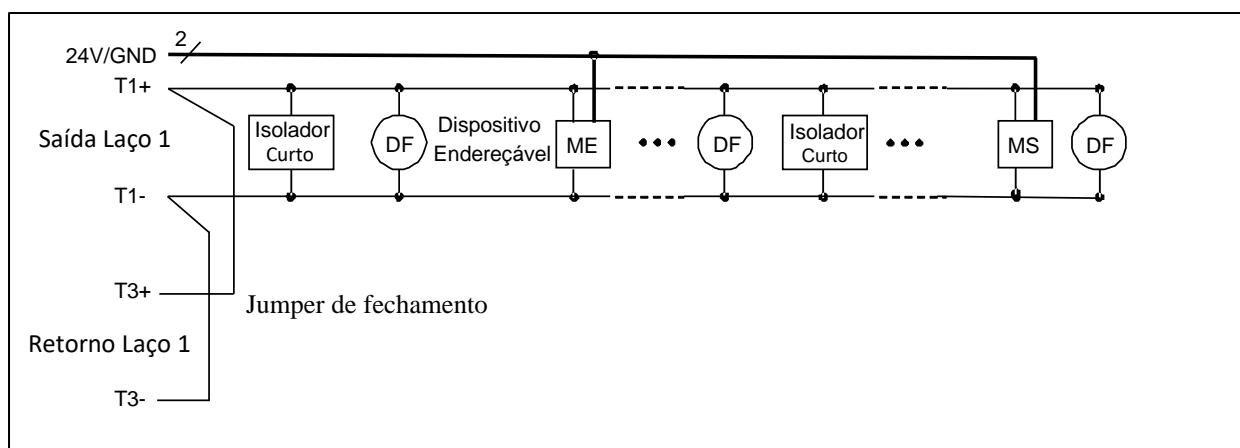 2
24V/GND
T1+
Saída Laço 1
Isolador
Curto
DF
Dispositivo
Endereçável
ME
DF
Isolador
Curto
MS
DF
T1-
T3+
Jumper de fechamento
Retorno Laço 1
T3-